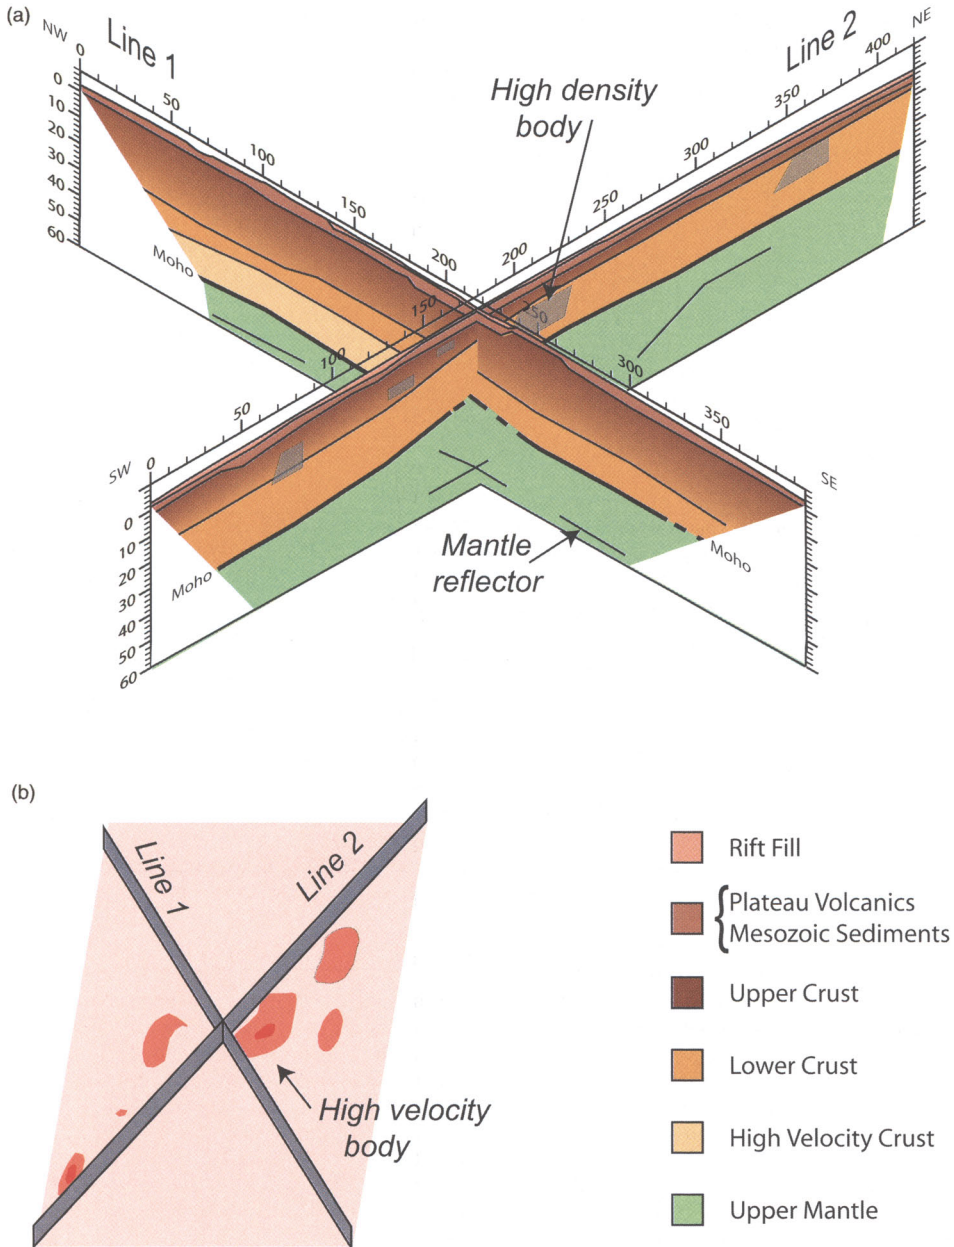 (a)
NW
0
Line 1
Line 2
NE
400
350
300
250
200
50
100
150
200
High density
body
0
10
20
30
40
50
60
Moho
250
150
100
50
0
SW
300
350
SE
0
10
20
30
40
50
60
Moho
Mantle
reflector
Moho
(b)
Line 1
Line 2
High velocity
body
Rift Fill
Plateau Volcanics
Mesozoic Sediments
Upper Crust
Lower Crust
High Velocity Crust
Upper Mantle